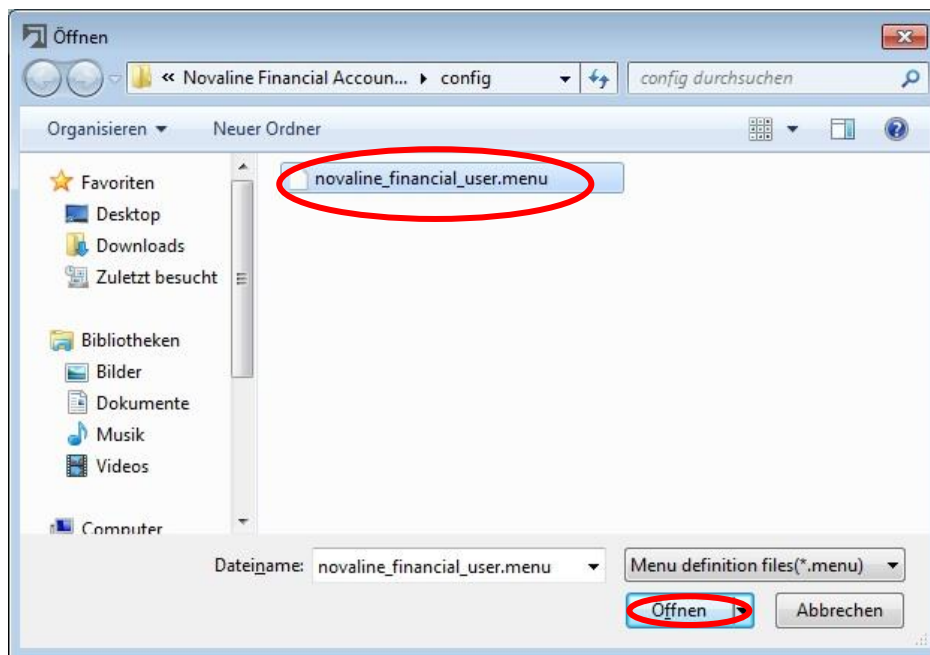 Öffnen
« Novaline Financial Accoun... ▸ config
config durchsuchen
Organisieren ▾ Neuer Ordner
Favoriten
Desktop
Downloads
Zuletzt besucht
Bibliotheken
Bilder
Dokumente
Musik
Videos
Computer
novaline_financial_user.menu
Dateiname: novaline_financial_user.menu
Menu definition files(*.menu)
Öffnen
Abbrechen